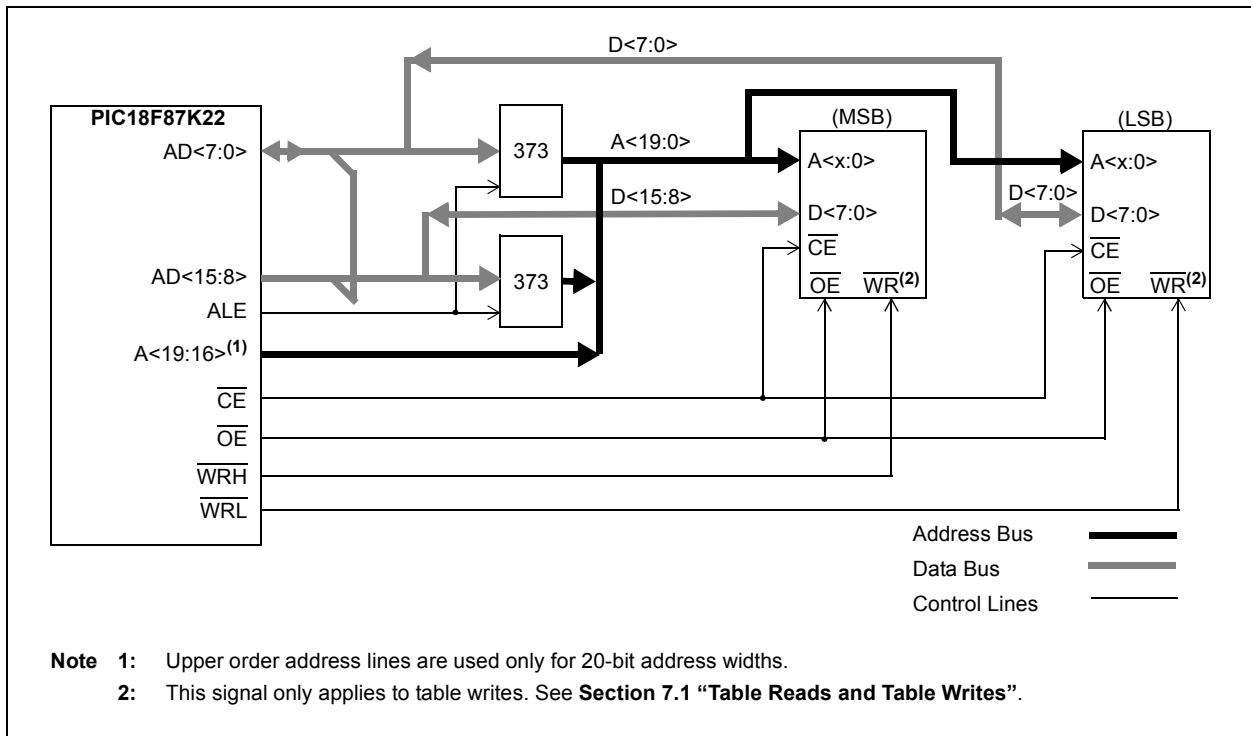 D<7:0>
PIC18F87K22
AD<7:0>
373
A<19:0>
D<15:8>
AD<15:8>
373
ALE
A<19:16>(1)
CE
OE
WRH
WRL
(MSB)
A<x:0>
D<7:0>
CE
OE WR(2)
(LSB)
A<x:0>
D<7:0>
D<7:0>
CE
OE WR(2)
Address Bus
Data Bus
Control Lines
Note 1: Upper order address lines are used only for 20-bit address widths.
2: This signal only applies to table writes. See Section 7.1 “Table Reads and Table Writes”.